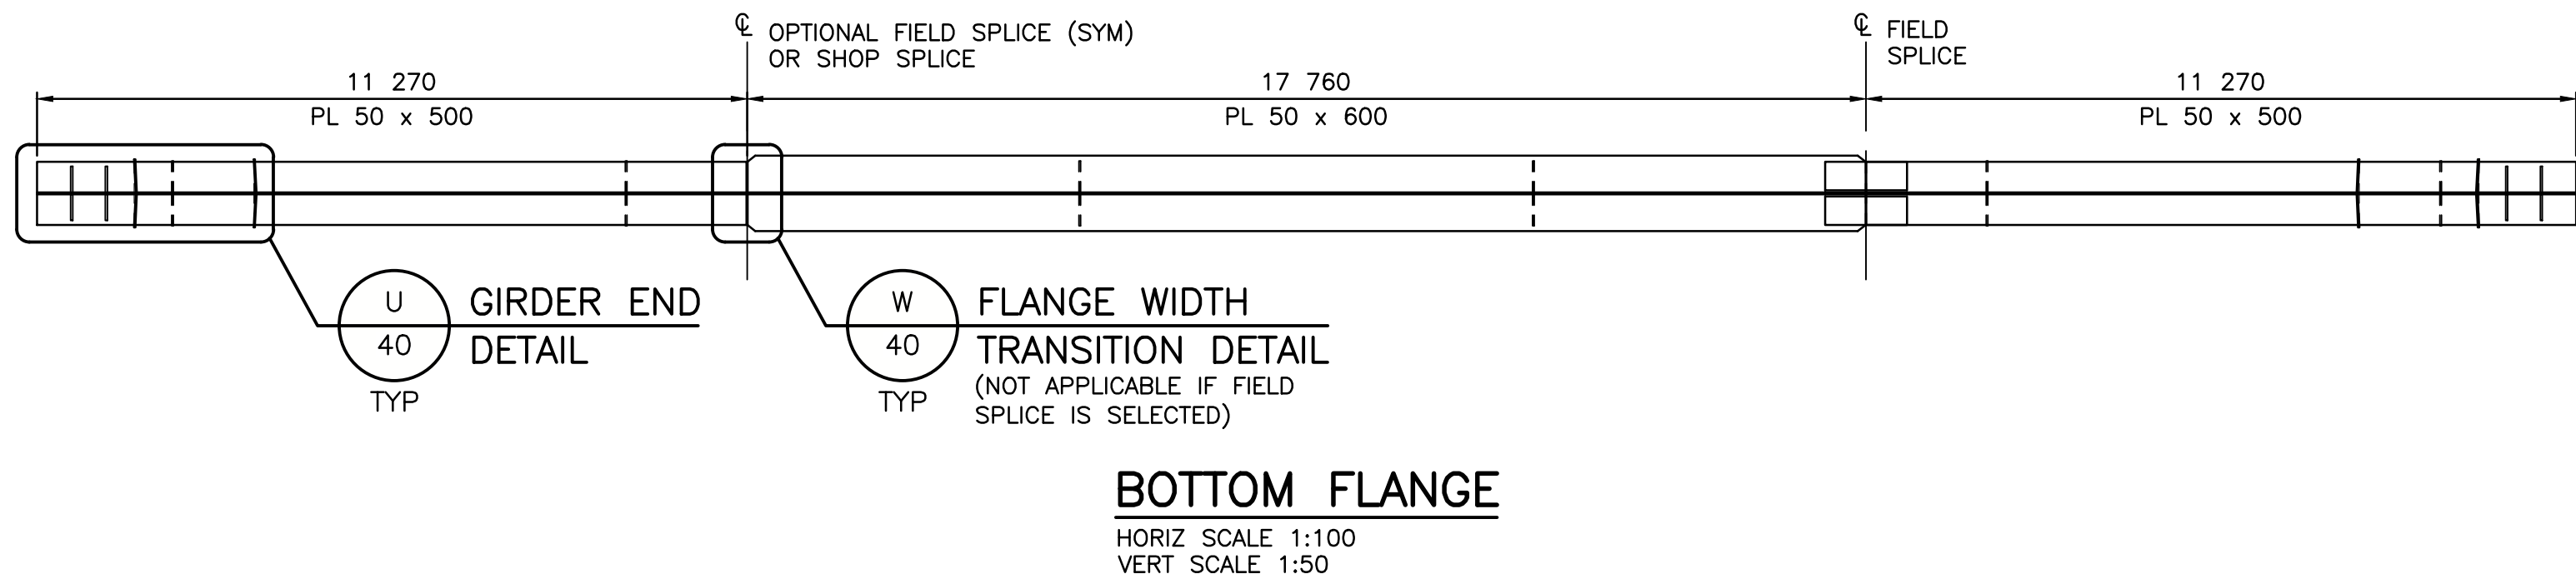 ℄ OPTIONAL FIELD SPLICE (SYM)
OR SHOP SPLICE
℄ FIELD
SPLICE
11 270
PL 50 x 500
17 760
PL 50 x 600
11 270
PL 50 x 500
U
40
TYP
GIRDER END
DETAIL
W
40
TYP
FLANGE WIDTH
TRANSITION DETAIL
(NOT APPLICABLE IF FIELD
SPLICE IS SELECTED)
BOTTOM FLANGE
HORIZ SCALE 1:100
VERT SCALE 1:50